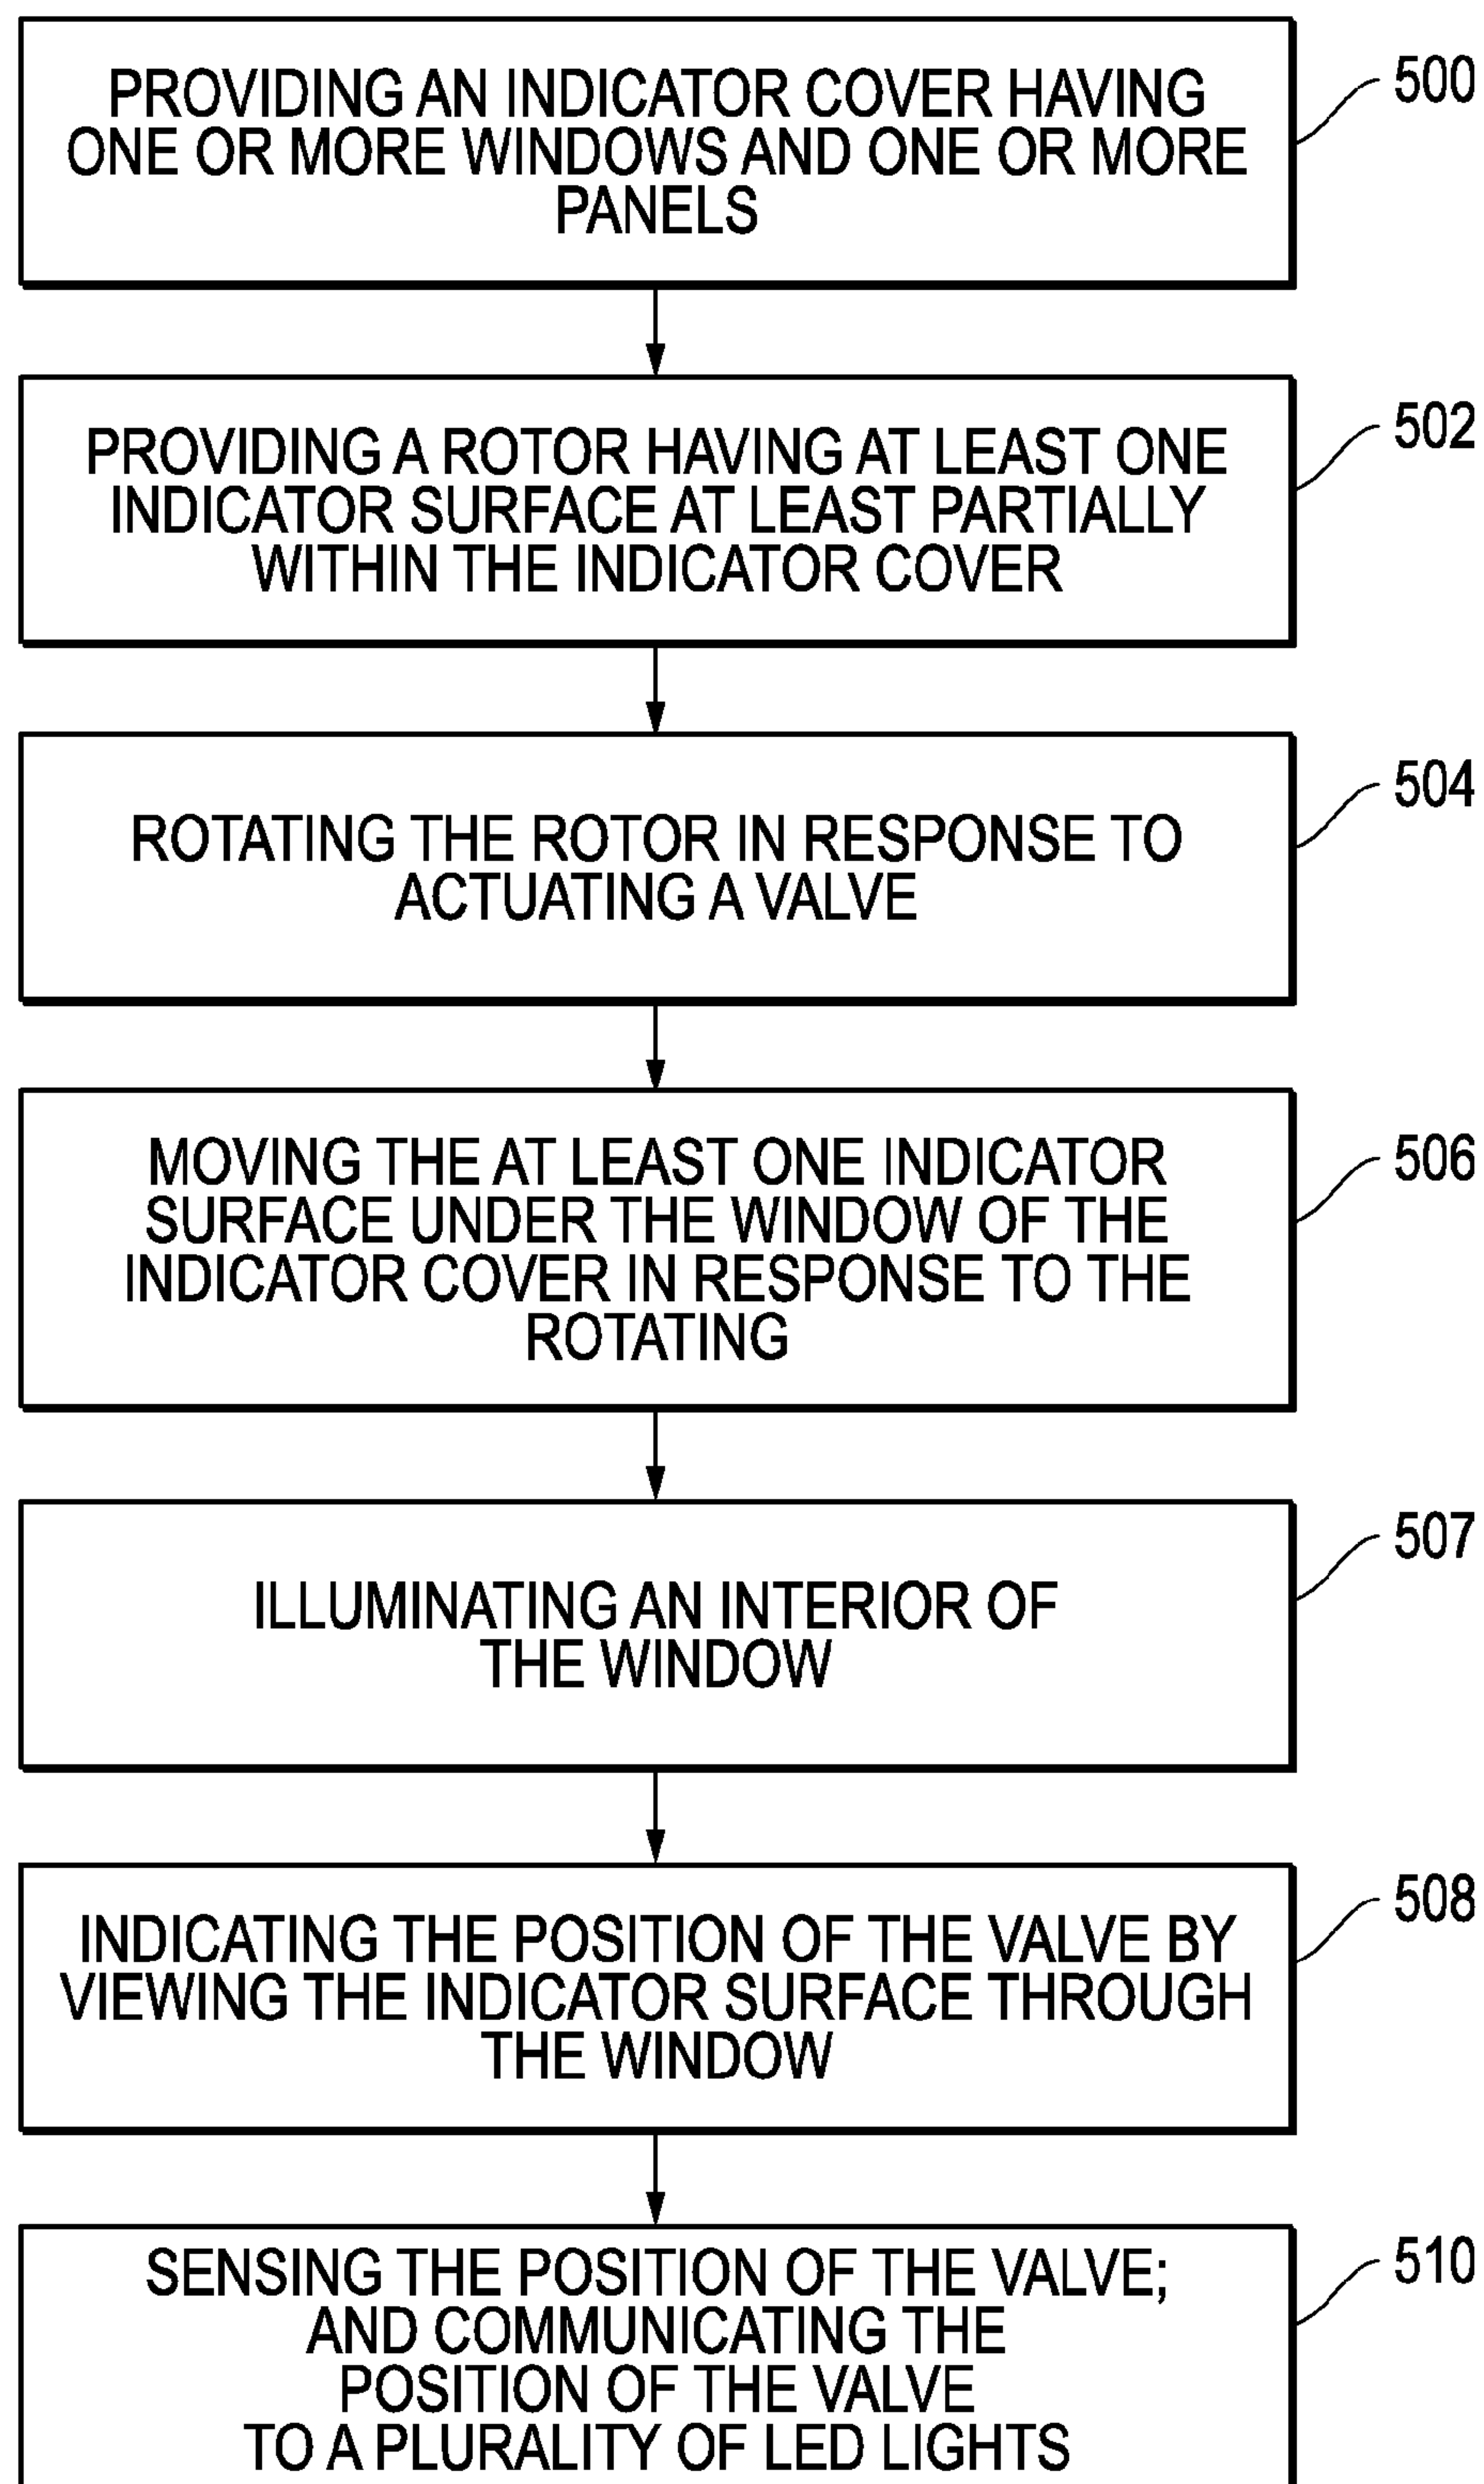 PROVIDING AN INDICATOR COVER HAVING
ONE OR MORE WINDOWS AND ONE OR MORE
PANELS
500
PROVIDING A ROTOR HAVING AT LEAST ONE
INDICATOR SURFACE AT LEAST PARTIALLY
WITHIN THE INDICATOR COVER
502
ROTATING THE ROTOR IN RESPONSE TO
ACTUATING A VALVE
504
MOVING THE AT LEAST ONE INDICATOR
SURFACE UNDER THE WINDOW OF THE
INDICATOR COVER IN RESPONSE TO THE
ROTATING
506
ILLUMINATING AN INTERIOR OF
THE WINDOW
507
INDICATING THE POSITION OF THE VALVE BY
VIEWING THE INDICATOR SURFACE THROUGH
THE WINDOW
508
SENSING THE POSITION OF THE VALVE;
AND COMMUNICATING THE
POSITION OF THE VALVE
TO A PLURALITY OF LED LIGHTS
510